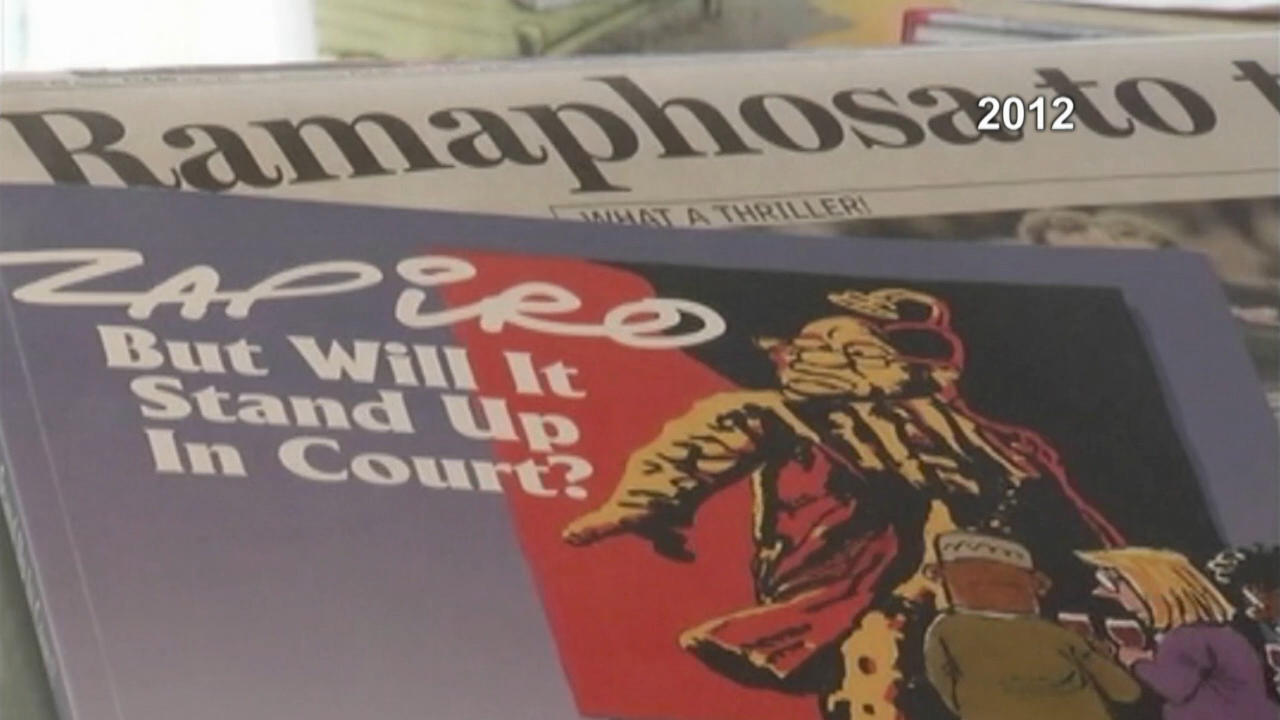 Ramaphosa to
2012
WHAT A THRILLER!
ZAPIRO
But Will It
Stand Up
In Court?